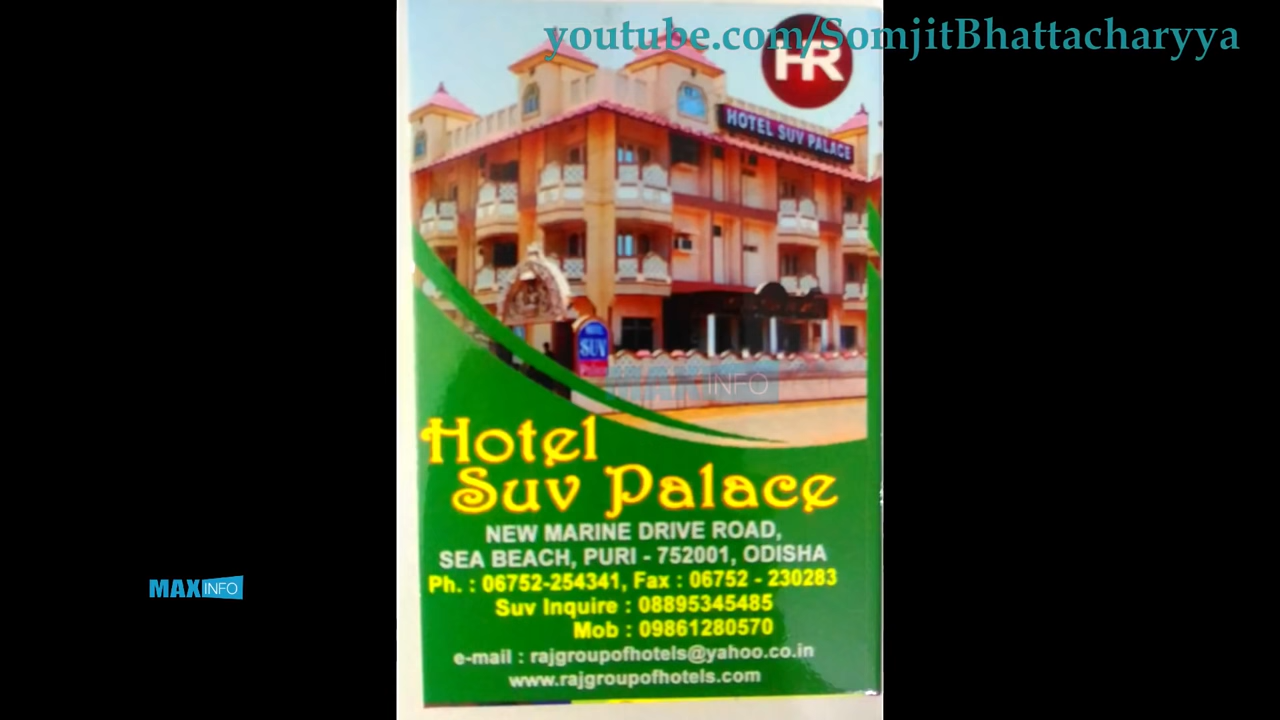 youtube.com/SomjitBhattacharyya
HR
HOTEL SUV PALACE
HOTEL
SUV
MAXINFO
Hotel
Suv Palace
NEW MARINE DRIVE ROAD,
SEA BEACH, PURI - 752001, ODISHA
Ph. : 06752-254341, Fax : 06752 - 230283
MAXINFO
Suv Inquire : 08895345485
Mob : 09861280570
e-mail : rajgroupofhotels@yahoo.co.in
www.rajgroupofhotels.com